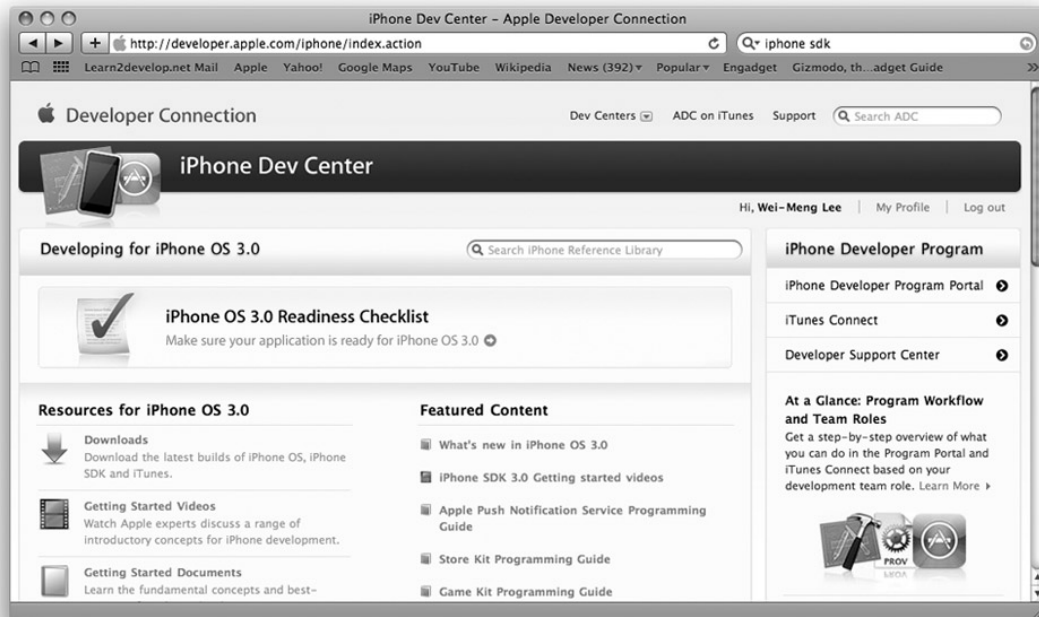 iPhone Dev Center – Apple Developer Connection
http://developer.apple.com/iphone/index.action
iphone sdk
Learn2develop.net Mail Apple Yahoo! Google Maps YouTube Wikipedia News (392) Popular Engadget Gizmodo, th...adget Guide
Developer Connection
Dev Centers ADC on iTunes Support Search ADC
iPhone Dev Center
Hi, Wei-Meng Lee | My Profile | Log out
Developing for iPhone OS 3.0
Search iPhone Reference Library
iPhone OS 3.0 Readiness Checklist
Make sure your application is ready for iPhone OS 3.0
Resources for iPhone OS 3.0
Downloads
Download the latest builds of iPhone OS, iPhone
SDK and iTunes.
Getting Started Videos
Watch Apple experts discuss a range of
introductory concepts for iPhone development.
Getting Started Documents
Learn the fundamental concepts and best-
Featured Content
What's new in iPhone OS 3.0
iPhone SDK 3.0 Getting started videos
Apple Push Notification Service Programming
Guide
Store Kit Programming Guide
Game Kit Programming Guide
iPhone Developer Program
iPhone Developer Program Portal
iTunes Connect
Developer Support Center
At a Glance: Program Workflow
and Team Roles
Get a step-by-step overview of what
you can do in the Program Portal and
iTunes Connect based on your
development team role. Learn More
PROV